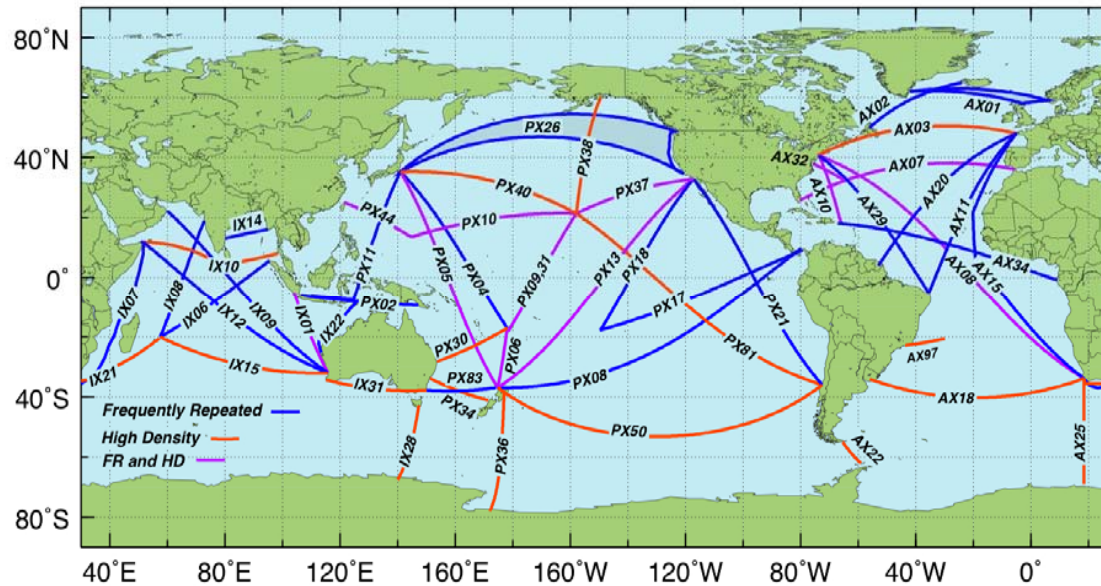 80˚N
40˚N
0˚
40˚S
80˚S
AX02
AX01
PX26
PX38
AX03
AX32
AX07
PX40
PX37
AX10
AX20
AX29
AX11
IX14
PX44
PX10
IX10
PX11
PX05
PX04
PX09,31
PX13
PX18
AX08
AX15
AX34
IX07
IX08
IX06
IX12
IX09
IX01
IX22
PX02
PX17
PX21
PX30
PX06
PX81
AX97
IX21
IX15
IX31
PX83
PX34
PX08
AX18
PX50
IX28
PX36
AX22
AX25
Frequently Repeated
High Density
FR and HD
40˚E 80˚E 120˚E 160˚E 160˚W 120˚W 80˚W 40˚W 0˚